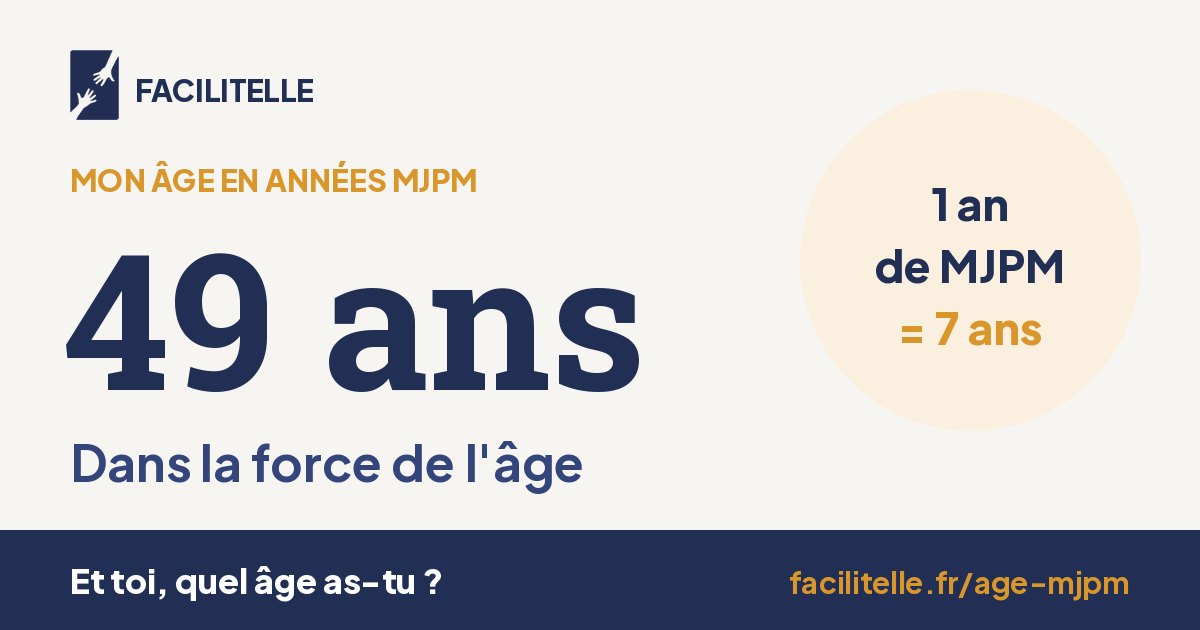 FACILITELLE
MON ÂGE EN ANNÉES MJPM
49 ans
Dans la force de l'âge
1 an
de MJPM
= 7 ans
Et toi, quel âge as-tu ?
facilitelle.fr/age-mjpm